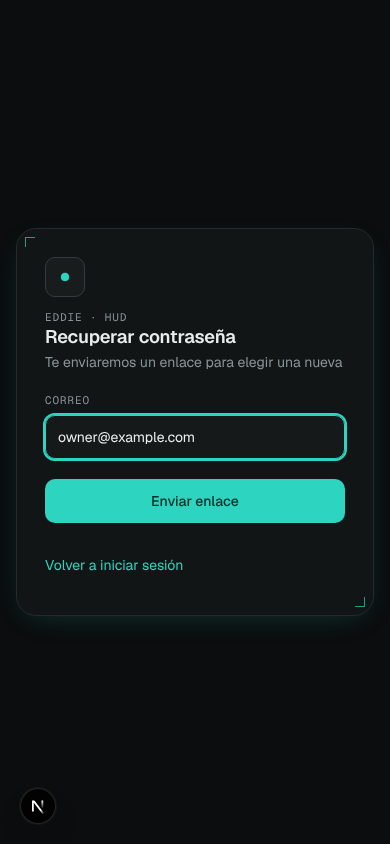 EDDIE · HUD
Recuperar contraseña
Te enviaremos un enlace para elegir una nueva
CORREO
owner@example.com
Enviar enlace
Volver a iniciar sesión
N